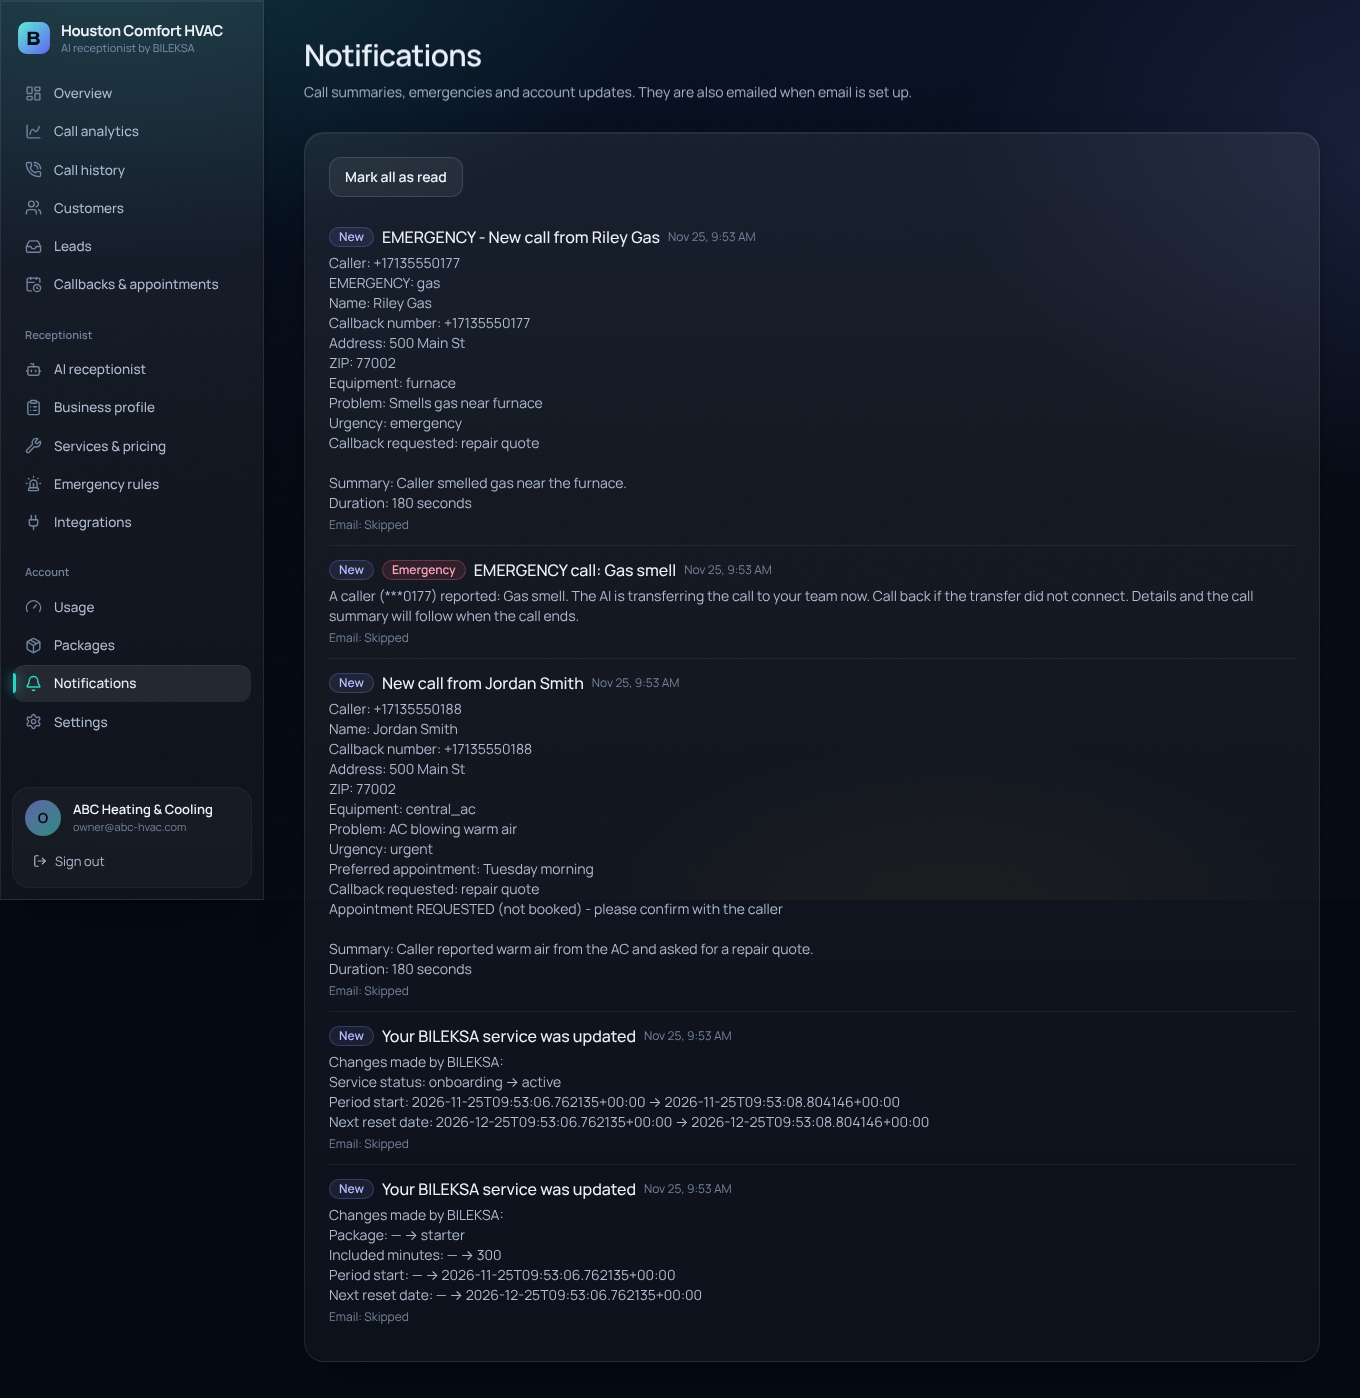 B
Houston Comfort HVAC
AI receptionist by BILEKSA
Overview
Call analytics
Call history
Customers
Leads
Callbacks & appointments
Receptionist
AI receptionist
Business profile
Services & pricing
Emergency rules
Integrations
Account
Usage
Packages
Notifications
Settings
O
ABC Heating & Cooling
owner@abc-hvac.com
Sign out
Notifications
Call summaries, emergencies and account updates. They are also emailed when email is set up.
Mark all as read
New EMERGENCY - New call from Riley Gas Nov 25, 9:53 AM
Caller: +17135550177
EMERGENCY: gas
Name: Riley Gas
Callback number: +17135550177
Address: 500 Main St
ZIP: 77002
Equipment: furnace
Problem: Smells gas near furnace
Urgency: emergency
Callback requested: repair quote
Summary: Caller smelled gas near the furnace.
Duration: 180 seconds
Email: Skipped
New Emergency EMERGENCY call: Gas smell Nov 25, 9:53 AM
A caller (***0177) reported: Gas smell. The AI is transferring the call to your team now. Call back if the transfer did not connect. Details and the call
summary will follow when the call ends.
Email: Skipped
New New call from Jordan Smith Nov 25, 9:53 AM
Caller: +17135550188
Name: Jordan Smith
Callback number: +17135550188
Address: 500 Main St
ZIP: 77002
Equipment: central_ac
Problem: AC blowing warm air
Urgency: urgent
Preferred appointment: Tuesday morning
Callback requested: repair quote
Appointment REQUESTED (not booked) - please confirm with the caller
Summary: Caller reported warm air from the AC and asked for a repair quote.
Duration: 180 seconds
Email: Skipped
New Your BILEKSA service was updated Nov 25, 9:53 AM
Changes made by BILEKSA:
Service status: onboarding → active
Period start: 2026-11-25T09:53:06.762135+00:00 → 2026-11-25T09:53:08.804146+00:00
Next reset date: 2026-12-25T09:53:06.762135+00:00 → 2026-12-25T09:53:08.804146+00:00
Email: Skipped
New Your BILEKSA service was updated Nov 25, 9:53 AM
Changes made by BILEKSA:
Package: — → starter
Included minutes: — → 300
Period start: — → 2026-11-25T09:53:06.762135+00:00
Next reset date: — → 2026-12-25T09:53:06.762135+00:00
Email: Skipped